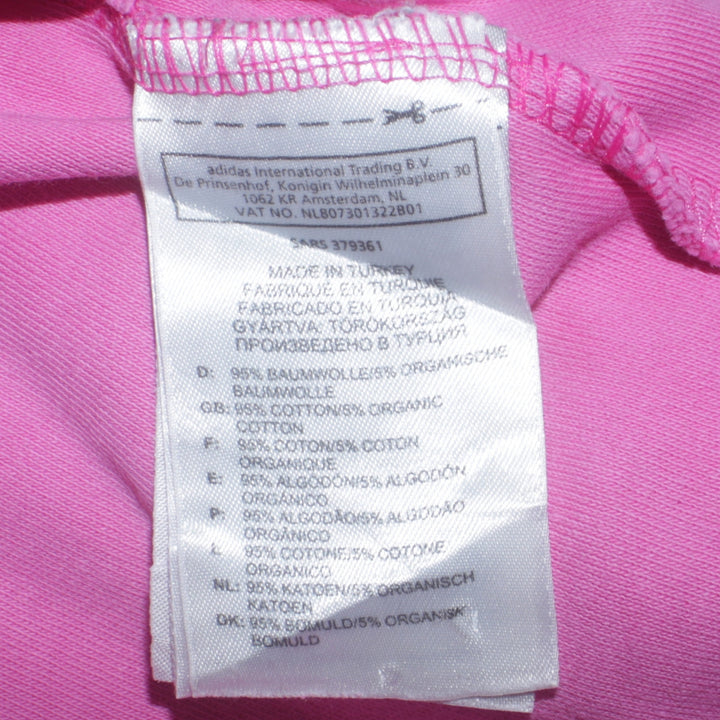 adidas International Trading B.V.
De Prinsenhof, Konigin Wilhelminaplein 30
1062 KR Amsterdam, NL
VAT NO. NLB07301322B01
379361
MADE IN TURKEY
FABRIQUÉ EN TURQUIE
FABRICADO EN TURQUIA
GYÁRTVA: TÖRÖKORSZÁG
ПРОИЗВЕДЕНО В ТУРЦИЯ
D: 95% BAUMWOLLE/5% ORGANISCHE
BAUMWOLLE
GB: 95% COTTON/5% ORGANIC
COTTON
F: 95% COTON/5% COTON
ORGANIQUE
E: 95% ALGODÓN/5% ALGODÓN
ORGÁNICO
P: 95% ALGODÃO/5% ALGODÃO
ORGÂNICO
I: 95% COTONE/5% COTONE
ORGANICO
NL: 95% KATOEN/5% ORGANISCH
KATOEN
DK: 95% BOMULD/5% ORGANISK
BOMULD